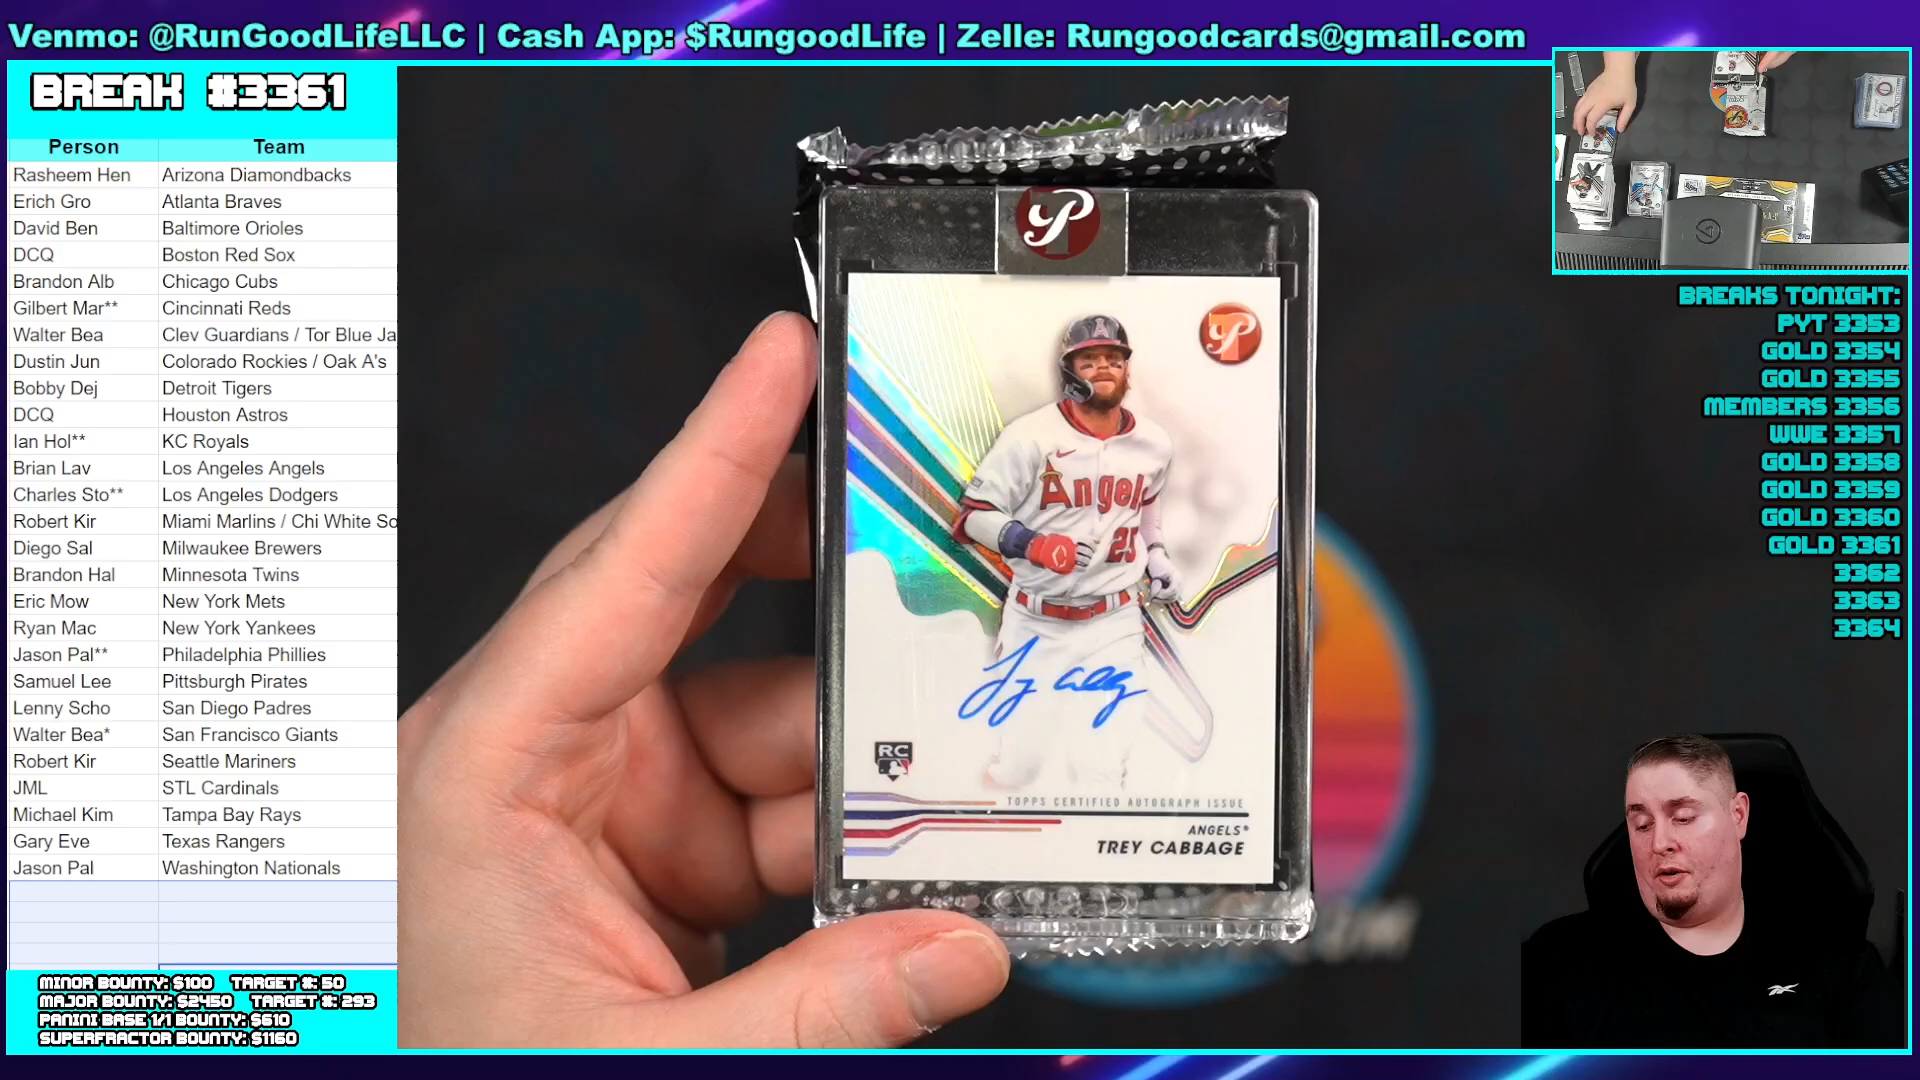 Venmo: @RunGoodLifeLLC | Cash App: $RungoodLife | Zelle: Rungoodcards@gmail.com
BREAK #3361
Person Team
Rasheem Hen Arizona Diamondbacks
Erich Gro Atlanta Braves
David Ben Baltimore Orioles
DCQ Boston Red Sox
Brandon Alb Chicago Cubs
Gilbert Mar** Cincinnati Reds
Walter Bea Clev Guardians / Tor Blue Ja
Dustin Jun Colorado Rockies / Oak A's
Bobby Dej Detroit Tigers
DCQ Houston Astros
Ian Hol** KC Royals
Brian Lav Los Angeles Angels
Charles Sto** Los Angeles Dodgers
Robert Kir Miami Marlins / Chi White So
Diego Sal Milwaukee Brewers
Brandon Hal Minnesota Twins
Eric Mow New York Mets
Ryan Mac New York Yankees
Jason Pal** Philadelphia Phillies
Samuel Lee Pittsburgh Pirates
Lenny Scho San Diego Padres
Walter Bea* San Francisco Giants
Robert Kir Seattle Mariners
JML STL Cardinals
Michael Kim Tampa Bay Rays
Gary Eve Texas Rangers
Jason Pal Washington Nationals
MINOR BOUNTY: $100 TARGET #: 50
MAJOR BOUNTY: $2450 TARGET #: 293
PANINI BASE 1/1 BOUNTY: $610
SUPERFRACTOR BOUNTY: $1160
P
P
A
Angels
25
RC
TOPPS CERTIFIED AUTOGRAPH ISSUE
ANGELS®
TREY CABBAGE
BREAKS TONIGHT:
PYT 3353
GOLD 3354
GOLD 3355
MEMBERS 3356
WWE 3357
GOLD 3358
GOLD 3359
GOLD 3360
GOLD 3361
3362
3363
3364